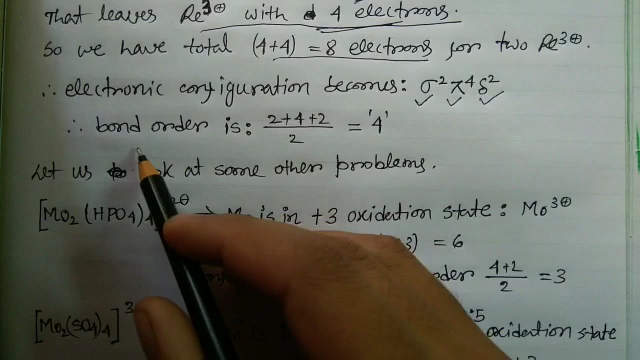 That leaves Re³⊕ with 4 electrons.
So we have total (4+4) = 8 electrons for two Re³⊕.
∴ electronic configuration becomes: σ² π⁴ δ²
∴ bond order is: (2+4+2)/2 = '4'
Let us at some other problems.
[Mo₂(HPO₄)₄]²⊖ → is in +3 oxidation state: Mo³⊕
3) = 6
(4+2)/2 = 3
[Mo₂(SO₄)₄]³
·5
oxidation state